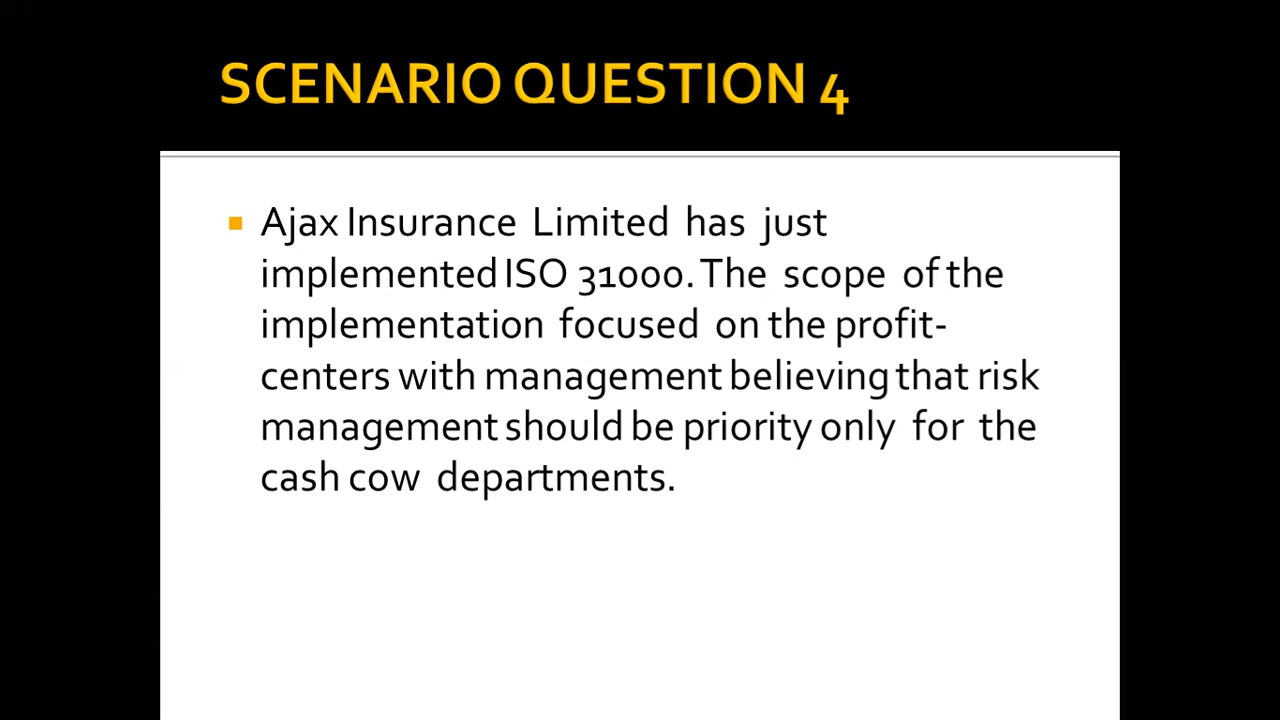 SCENARIO QUESTION 4
Ajax Insurance Limited has just
implemented ISO 31000. The scope of the
implementation focused on the profit-
centers with management believing that risk
management should be priority only for the
cash cow departments.